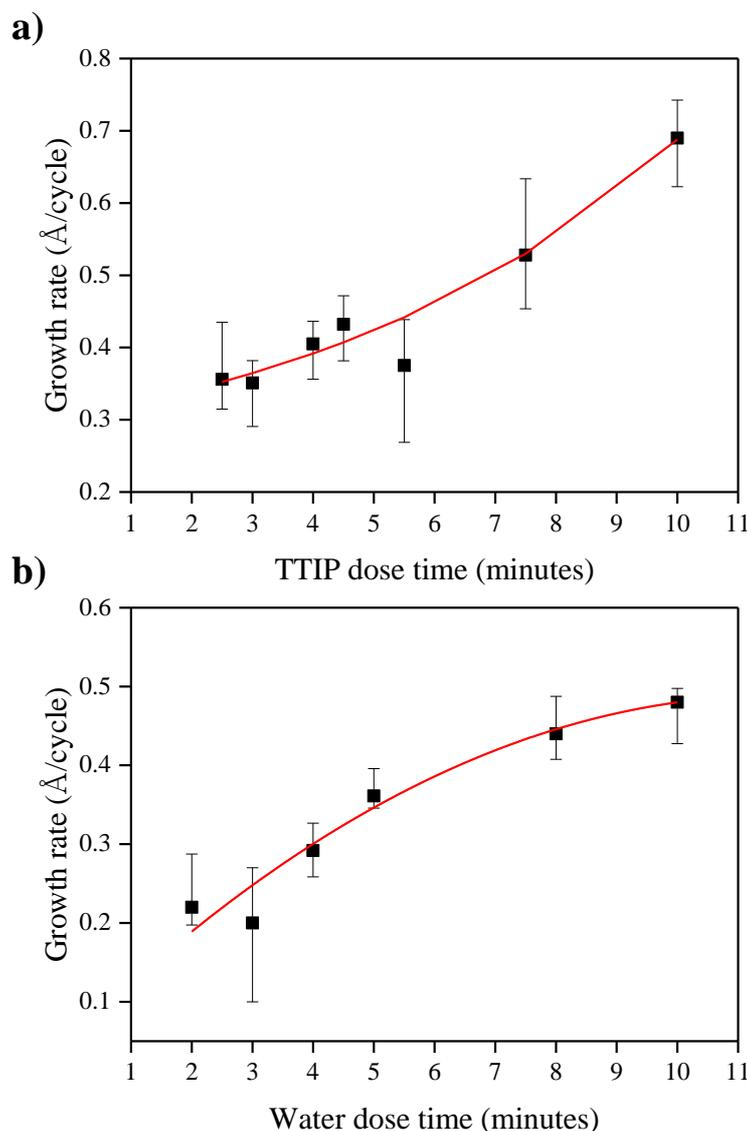 a)
0.8
0.7
0.6
0.5
0.4
0.3
0.2
Growth rate (Å/cycle)
1 2 3 4 5 6 7 8 9 10 11
TTIP dose time (minutes)
b)
0.6
0.5
0.4
0.3
0.2
0.1
Growth rate (Å/cycle)
1 2 3 4 5 6 7 8 9 10 11
Water dose time (minutes)